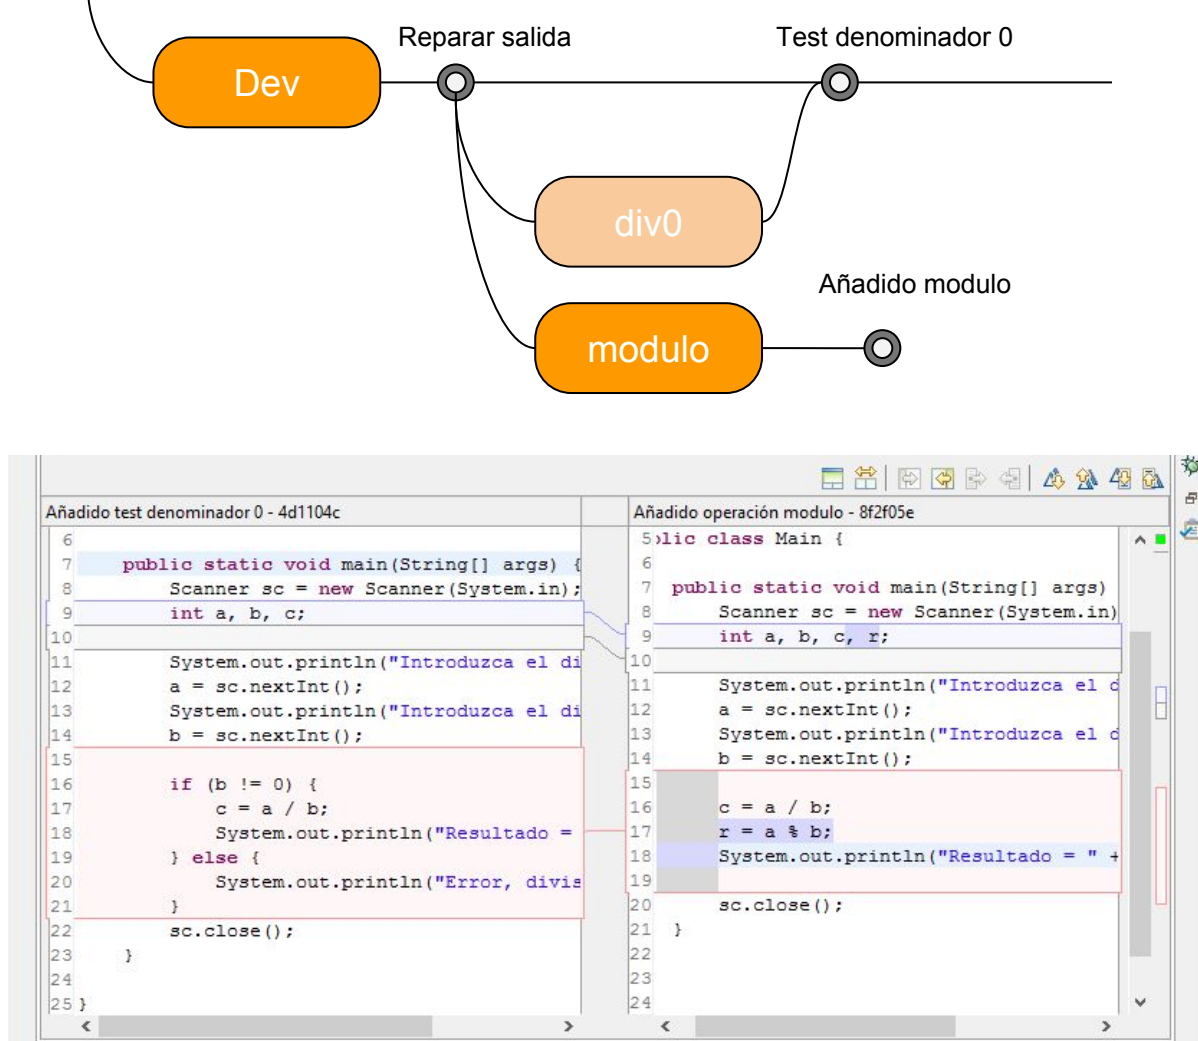 Reparar salida
Test denominador 0
Dev
div0
Añadido modulo
modulo
Añadido test denominador 0 - 4d1104c
6
7 public static void main(String[] args) {
8 Scanner sc = new Scanner(System.in);
9 int a, b, c;
10
11 System.out.println("Introduzca el di
12 a = sc.nextInt();
13 System.out.println("Introduzca el di
14 b = sc.nextInt();
15
16 if (b != 0) {
17 c = a / b;
18 System.out.println("Resultado =
19 } else {
20 System.out.println("Error, divis
21 }
22 sc.close();
23 }
24
25 }
Añadido operación modulo - 8f2f05e
5 lic class Main {
6
7 public static void main(String[] args)
8 Scanner sc = new Scanner(System.in)
9 int a, b, c, r;
10
11 System.out.println("Introduzca el d
12 a = sc.nextInt();
13 System.out.println("Introduzca el d
14 b = sc.nextInt();
15
16 c = a / b;
17 r = a % b;
18 System.out.println("Resultado = " +
19
20 sc.close();
21 }
22
23
24